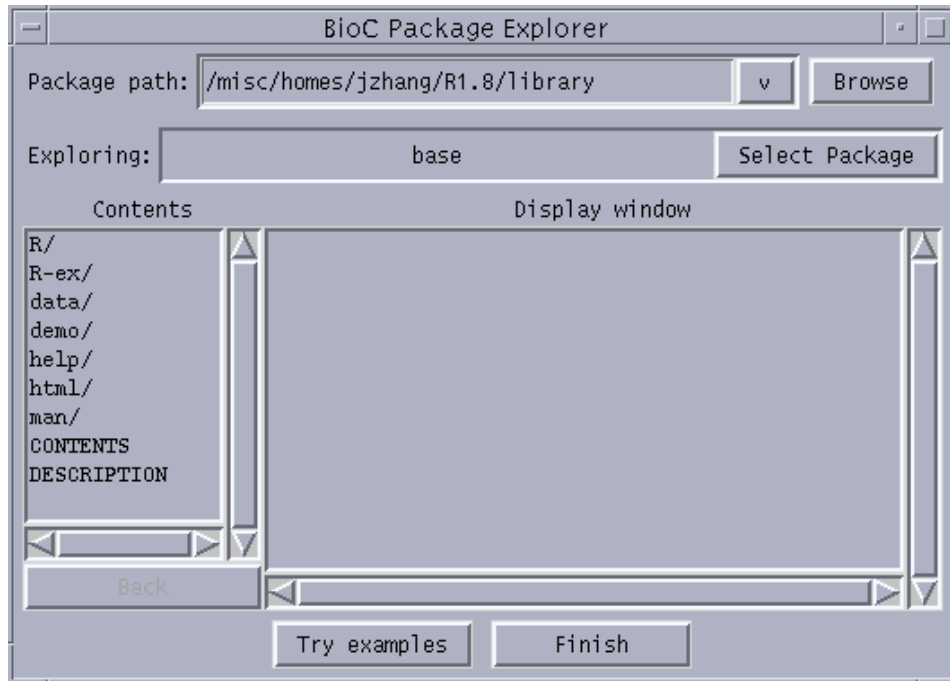 BioC Package Explorer
Package path: /misc/homes/jzhang/R1.8/library v Browse
Exploring: base Select Package
Contents Display window
R/
R-ex/
data/
demo/
help/
html/
man/
CONTENTS
DESCRIPTION
Back
Try examples Finish